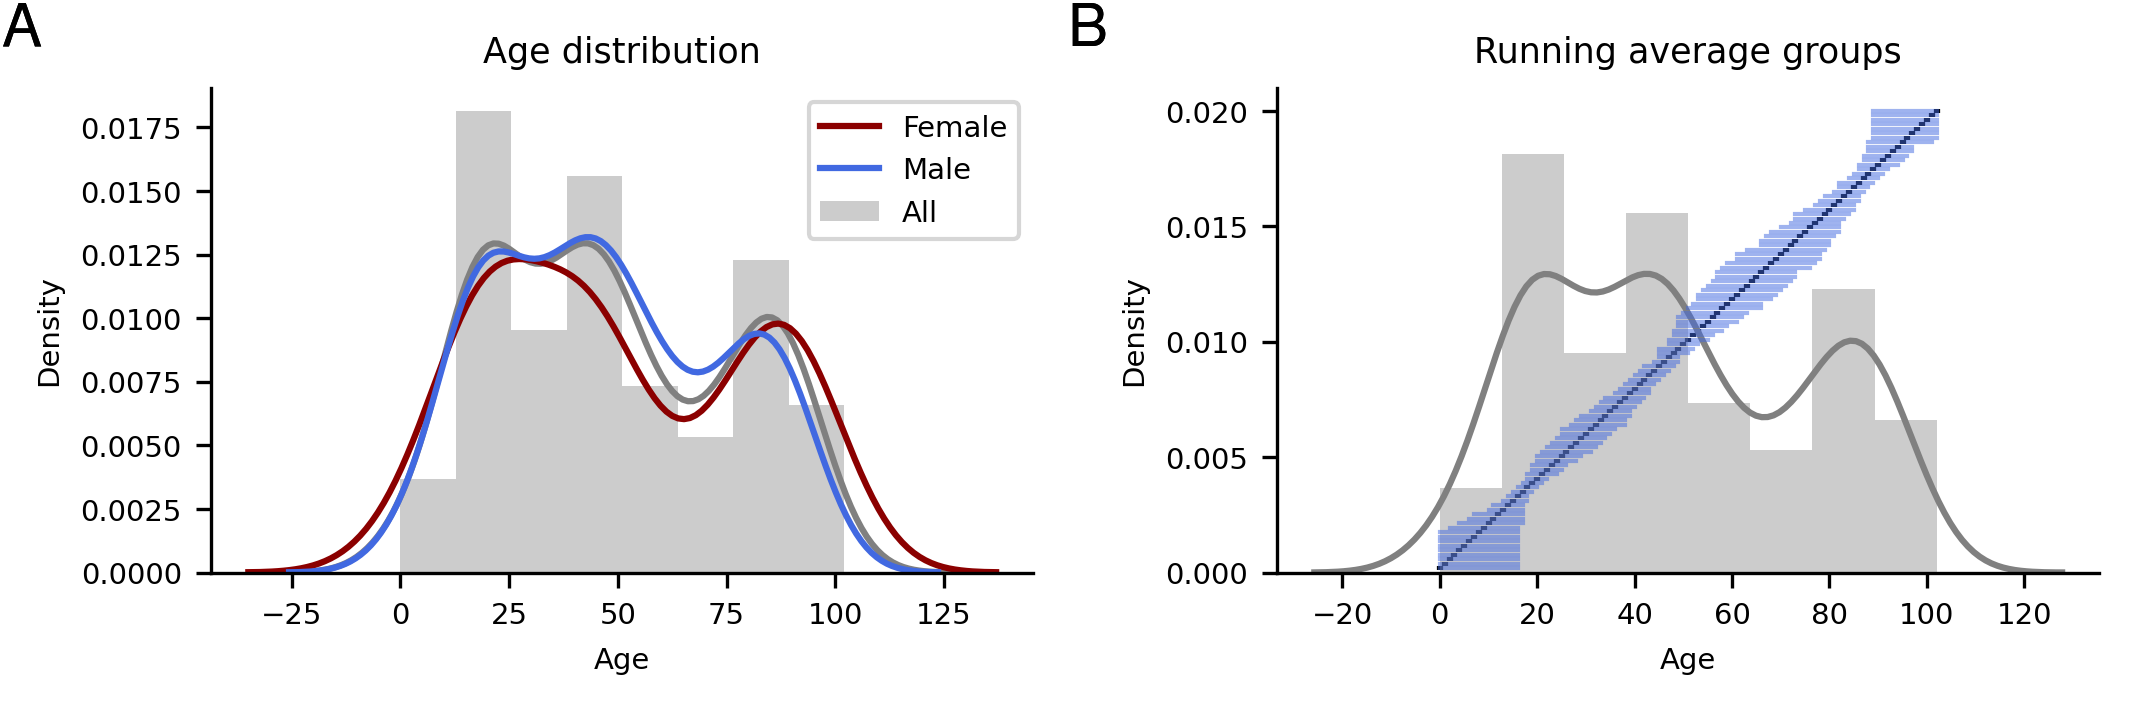 A
Age distribution
0.0175
0.0150
0.0125
0.0100
0.0075
0.0050
0.0025
0.0000
Density
−25 0 25 50 75 100 125
Age
Female
Male
All
B
Running average groups
0.020
0.015
0.010
0.005
0.000
Density
−20 0 20 40 60 80 100 120
Age